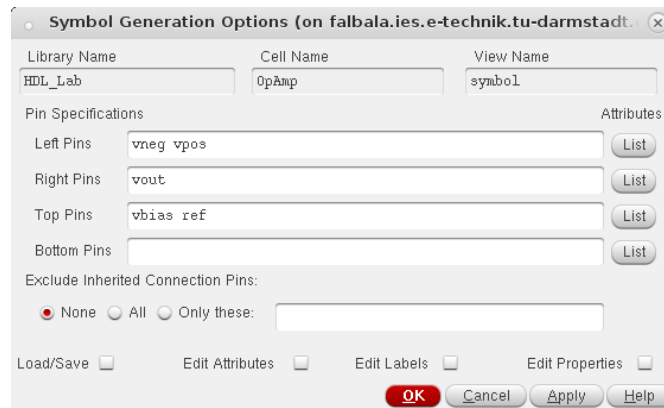 Symbol Generation Options (on falbala.ies.e-technik.tu-darmstadt.
Library Name Cell Name View Name
HDL_Lab OpAmp symbol
Pin Specifications Attributes
Left Pins vneg vpos List
Right Pins vout List
Top Pins vbias ref List
Bottom Pins List
Exclude Inherited Connection Pins:
None All Only these:
Load/Save Edit Attributes Edit Labels Edit Properties
OK Cancel Apply Help